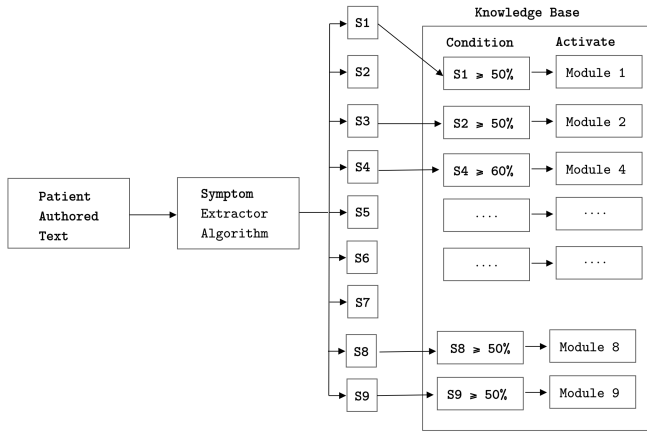 Knowledge Base
Condition Activate
S1
S1 ⩾ 50% Module 1
S2
S3
S2 ⩾ 50% Module 2
S4
S4 ⩾ 60% Module 4
Patient
Authored
Text
Symptom
Extractor
Algorithm
S5
.... ....
S6
.... ....
S7
S8
S8 ⩾ 50% Module 8
S9
S9 ⩾ 50% Module 9